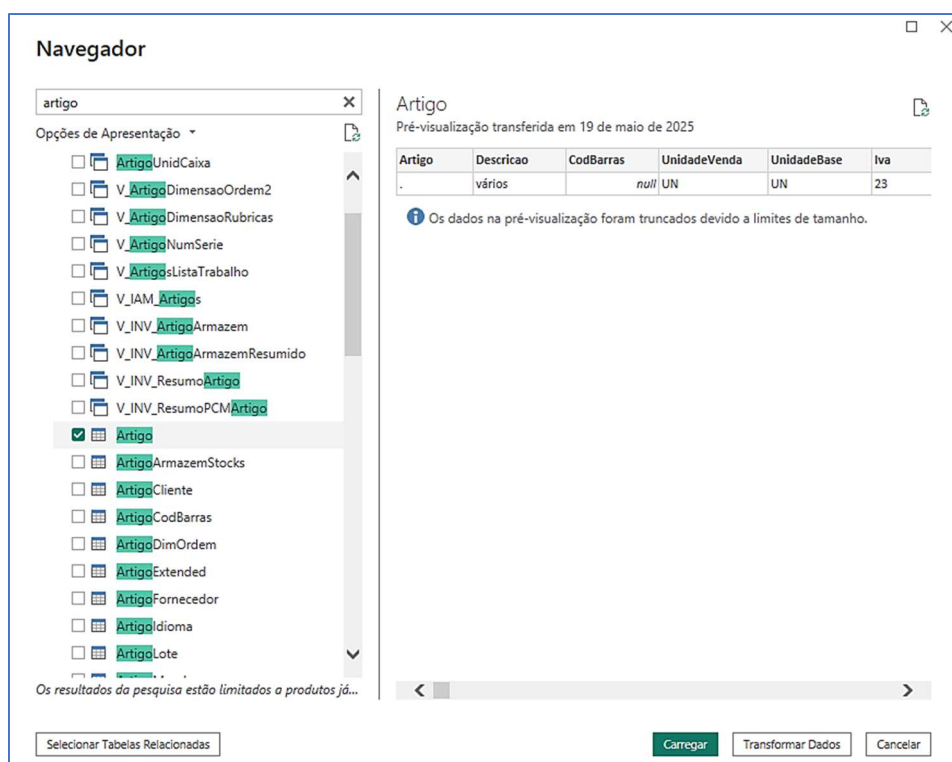 Navegador
artigo
Opções de Apresentação
ArtigoUnidCaixa
V_ArtigoDimensaoOrdem2
V_ArtigoDimensaoRubricas
V_ArtigoNumSerie
V_ArtigosListaTrabalho
V_IAM_Artigos
V_INV_ArtigoArmazem
V_INV_ArtigoArmazemResumido
V_INV_ResumoArtigo
V_INV_ResumoPCMArtigo
Artigo
ArtigoArmazemStocks
ArtigoCliente
ArtigoCodBarras
ArtigoDimOrdem
ArtigoExtended
ArtigoFornecedor
ArtigoIdioma
ArtigoLote
Os resultados da pesquisa estão limitados a produtos já...
Artigo
Pré-visualização transferida em 19 de maio de 2025
Artigo Descricao CodBarras UnidadeVenda UnidadeBase Iva
. vários null UN UN 23
Os dados na pré-visualização foram truncados devido a limites de tamanho.
Selecionar Tabelas Relacionadas Carregar Transformar Dados Cancelar